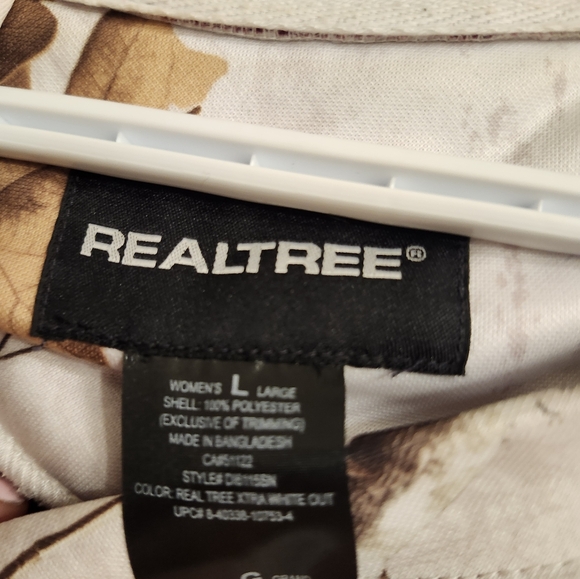 REALTREE®
WOMEN'S L LARGE
SHELL: 100% POLYESTER
(EXCLUSIVE OF TRIMMING)
MADE IN BANGLADESH
CA#51122
STYLE# DI8115SN
COLOR: REAL TREE XTRA WHITE OUT
UPC# 8-40338-10753-4
G